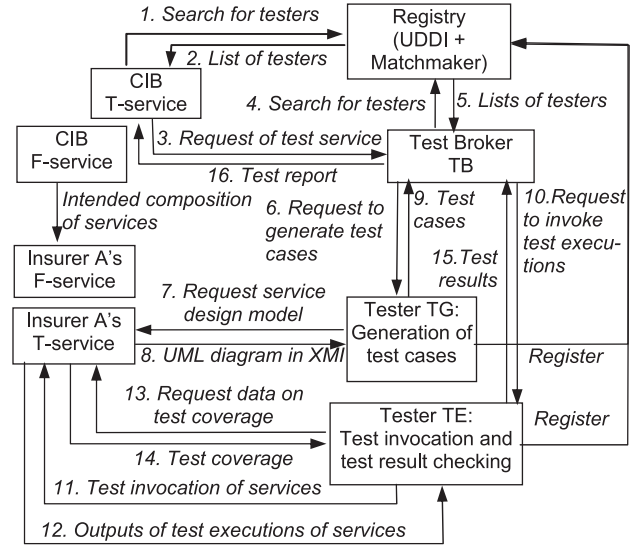 1. Search for testers
Registry
(UDDI +
Matchmaker)
2. List of testers
CIB
T-service
4. Search for testers
5. Lists of testers
3. Request of test service
CIB
F-service
Test Broker
TB
16. Test report
Intended composition
of services
6. Request to
generate test
cases
9. Test
cases
10.Request
to invoke
test execu-
tions
15.Test
results
Insurer A's
F-service
7. Request service
design model
Insurer A's
T-service
Tester TG:
Generation of
test cases
8. UML diagram in XMI
Register
13. Request data on
test coverage
Tester TE:
Test invocation and
test result checking
Register
14. Test coverage
11. Test invocation of services
12. Outputs of test executions of services